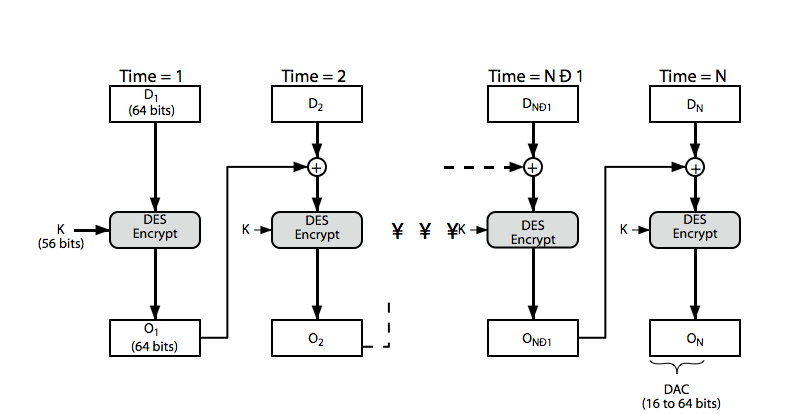 Time = 1
Time = 2
Time = N Ð 1
Time = N
D1
(64 bits)
D2
DNÐ1
DN
+
+
+
K
(56 bits)
DES
Encrypt
K
DES
Encrypt
¥ ¥ ¥
K
DES
Encrypt
K
DES
Encrypt
O1
(64 bits)
O2
ONÐ1
ON
DAC
(16 to 64 bits)